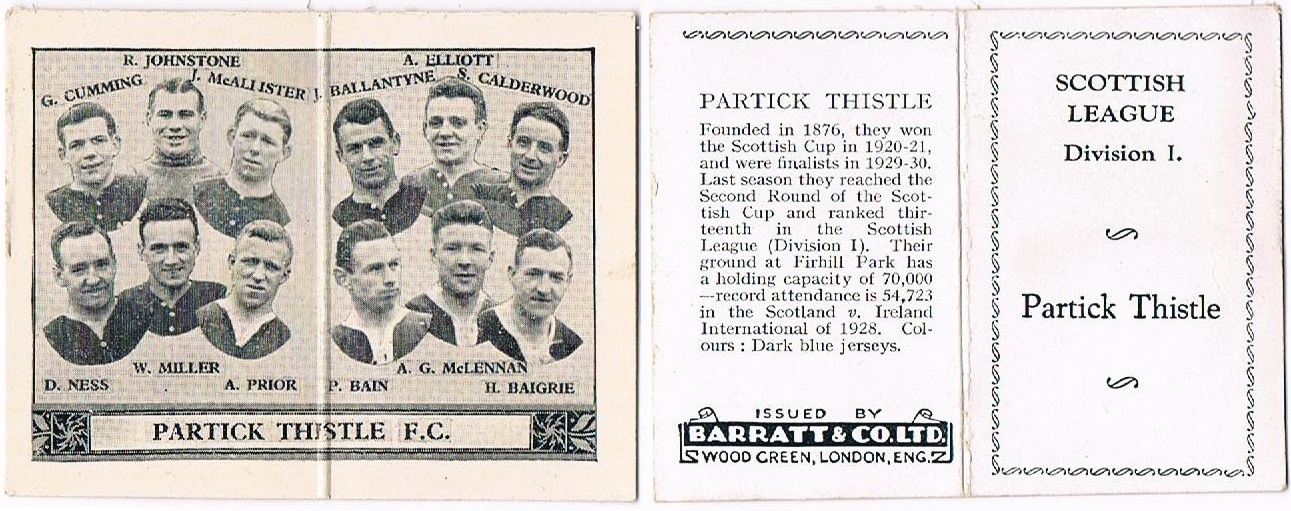 R. JOHNSTONE A. ELLIOTT
G. CUMMING J. McALLISTER J. BALLANTYNE S. CALDERWOOD
W. MILLER A. G. McLENNAN
D. NESS A. PRIOR P. BAIN H. BAIGRIE
PARTICK THISTLE F.C.
PARTICK THISTLE
Founded in 1876, they won
the Scottish Cup in 1920-21,
and were finalists in 1929-30.
Last season they reached the
Second Round of the Scot-
tish Cup and ranked thir-
teenth in the Scottish
League (Division I). Their
ground at Firhill Park has
a holding capacity of 70,000
—record attendance is 54,723
in the Scotland v. Ireland
International of 1928. Col-
ours : Dark blue jerseys.
ISSUED BY
BARRATT & CO. LTD.
WOOD GREEN, LONDON, ENG.
SCOTTISH
LEAGUE
Division I.
Partick Thistle